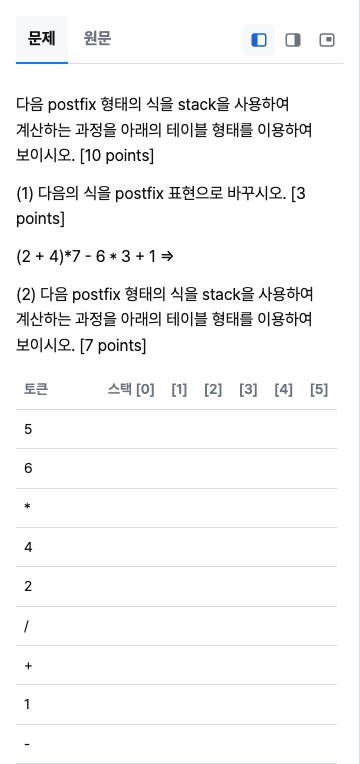 문제 원문
다음 postfix 형태의 식을 stack을 사용하여
계산하는 과정을 아래의 테이블 형태를 이용하여
보이시오. [10 points]
(1) 다음의 식을 postfix 표현으로 바꾸시오. [3
points]
(2 + 4)*7 - 6 * 3 + 1 ⇒
(2) 다음 postfix 형태의 식을 stack을 사용하여
계산하는 과정을 아래의 테이블 형태를 이용하여
보이시오. [7 points]
토큰 스택 [0] [1] [2] [3] [4] [5]
5
6
*
4
2
/
+
1
-